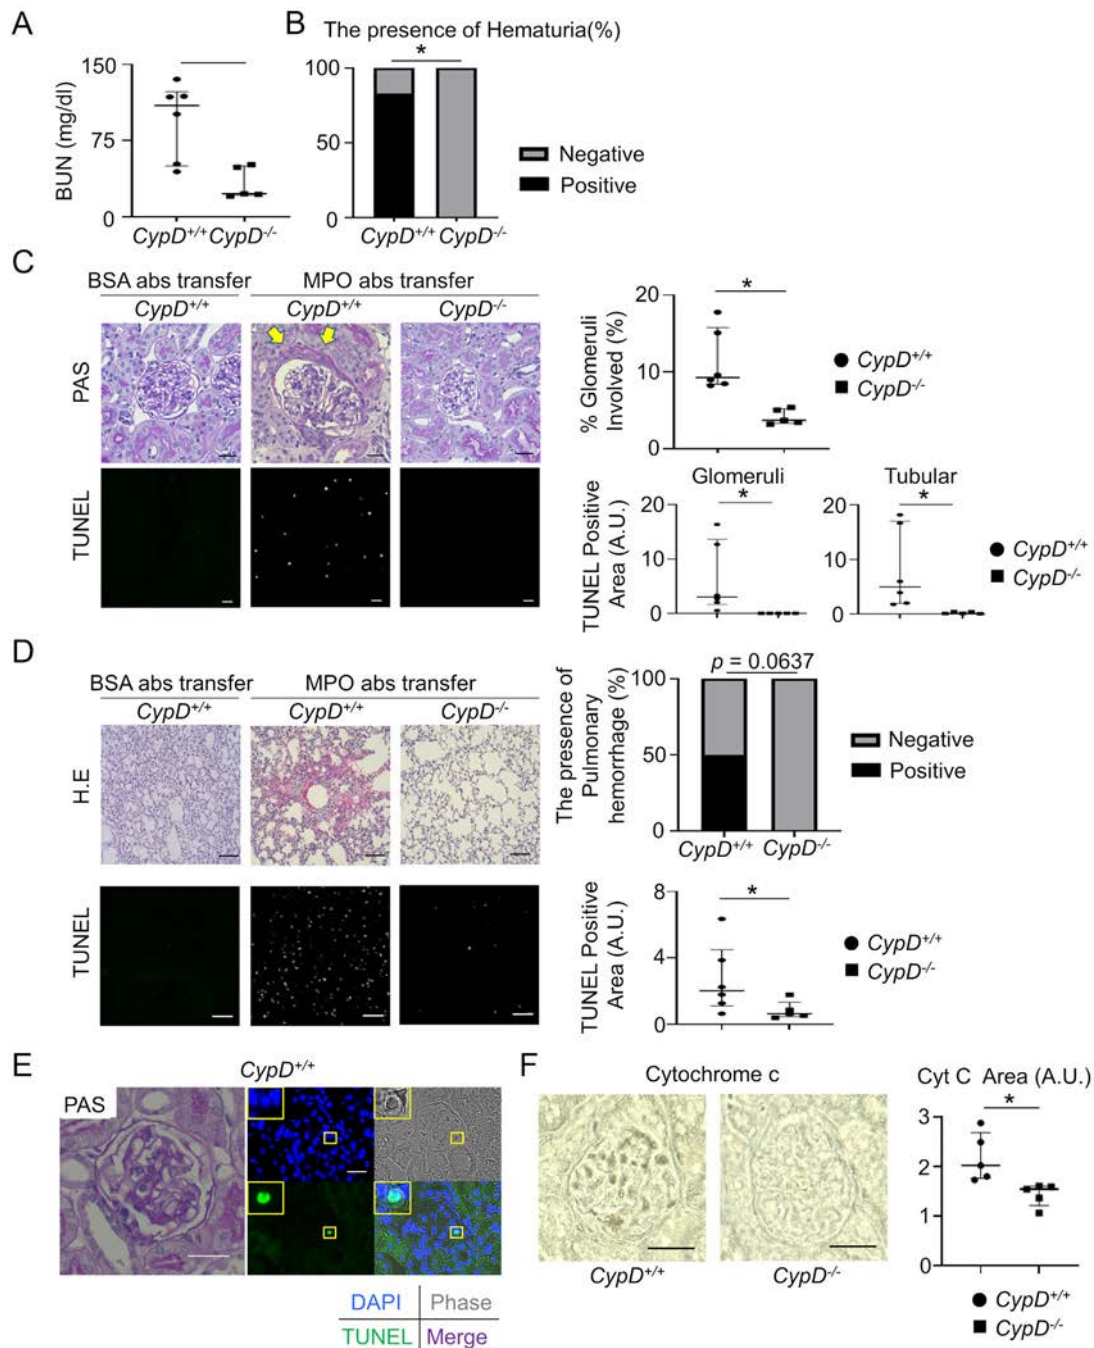 A
BUN (mg/dl)
150
75
0
CypD+/+ CypD-/-
B
The presence of Hematuria(%)
*
100
50
0
CypD+/+ CypD-/-
Negative
Positive
C
BSA abs transfer MPO abs transfer
CypD+/+ CypD+/+ CypD-/-
PAS
TUNEL
% Glomeruli
Involved (%)
20
10
0
*
CypD+/+
CypD-/-
Glomeruli
TUNEL Positive
Area (A.U.)
20
10
0
*
Tubular
20
10
0
*
CypD+/+
CypD-/-
D
BSA abs transfer MPO abs transfer
CypD+/+ CypD+/+ CypD-/-
H.E
TUNEL
The presence of
Pulmonary
hemorrhage (%)
p = 0.0637
100
50
0
CypD+/+ CypD-/-
Negative
Positive
TUNEL Positive
Area (A.U.)
8
4
0
*
CypD+/+
CypD-/-
E
CypD+/+
PAS
DAPI Phase
TUNEL Merge
F
Cytochrome c
CypD+/+ CypD-/-
Cyt C Area (A.U.)
*
3
2
1
0
CypD+/+
CypD-/-